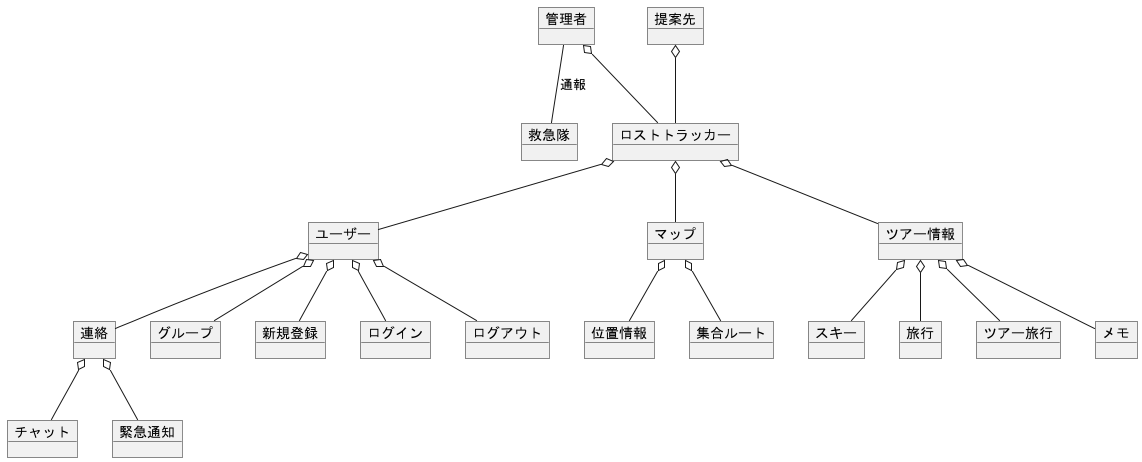 管理者
提案先
通報
救急隊
ロストトラッカー
ユーザー
マップ
ツアー情報
連絡
グループ
新規登録
ログイン
ログアウト
位置情報
集合ルート
スキー
旅行
ツアー旅行
メモ
チャット
緊急通知